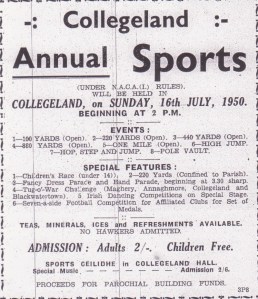 -: Collegeland :-
Annual Sports
(UNDER N.A.C.A.(I.) RULES),
WILL BE HELD IN
COLLEGELAND, on SUNDAY, 16th JULY, 1950.
BEGINNING AT 2 P.M.
EVENTS :
1—100 YARDS (Open). 2—220 YARDS (Open). 3—440 YARDS (Open).
4—880 YARDS (Open). 5—ONE MILE (Open). 6—HIGH JUMP.
7—HOP, STEP AND JUMP. 8—POLE VAULT.
SPECIAL FEATURES :
1—Children's Race (under 14). 2—220 Yards (Confined to Parish).
3—Fancy Dress Parade and Band Parade, beginning at 3.30 sharp.
4—Tug-o'-War Challenge (Maghery, Annaghmore, Collegeland and
Blackwatertown). 5 Irish Dancing Competitions on Special Stage.
6—Seven-a-side Football Competition for Affiliated Clubs for Set of
Medals.
TEAS, MINERALS, ICES and REFRESHMENTS AVAILABLE.
NO HAWKERS ADMITTED.
ADMISSION : Adults 2/-. Children Free.
SPORTS CEILIDHE in COLLEGELAND HALL.
Special Music Admission 2/6.
PROCEEDS FOR PAROCHIAL BUILDING FUNDS.